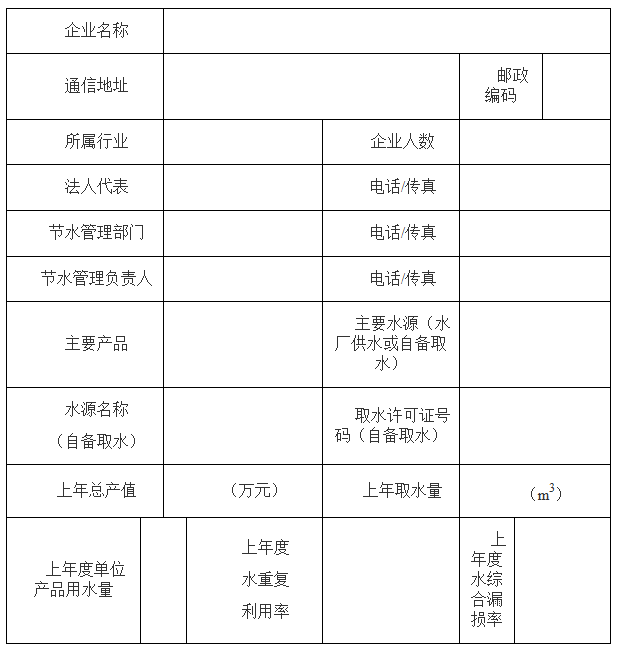 企业名称
通信地址
邮政
编码
所属行业
企业人数
法人代表
电话/传真
节水管理部门
电话/传真
节水管理负责人
电话/传真
主要产品
主要水源（水
厂供水或自备取
水）
水源名称
（自备取水）
取水许可证号
码（自备取水）
上年总产值
（万元）
上年取水量
（m³）
上年度单位
产品用水量
上年度
水重复
利用率
上
年度
水综
合漏
损率